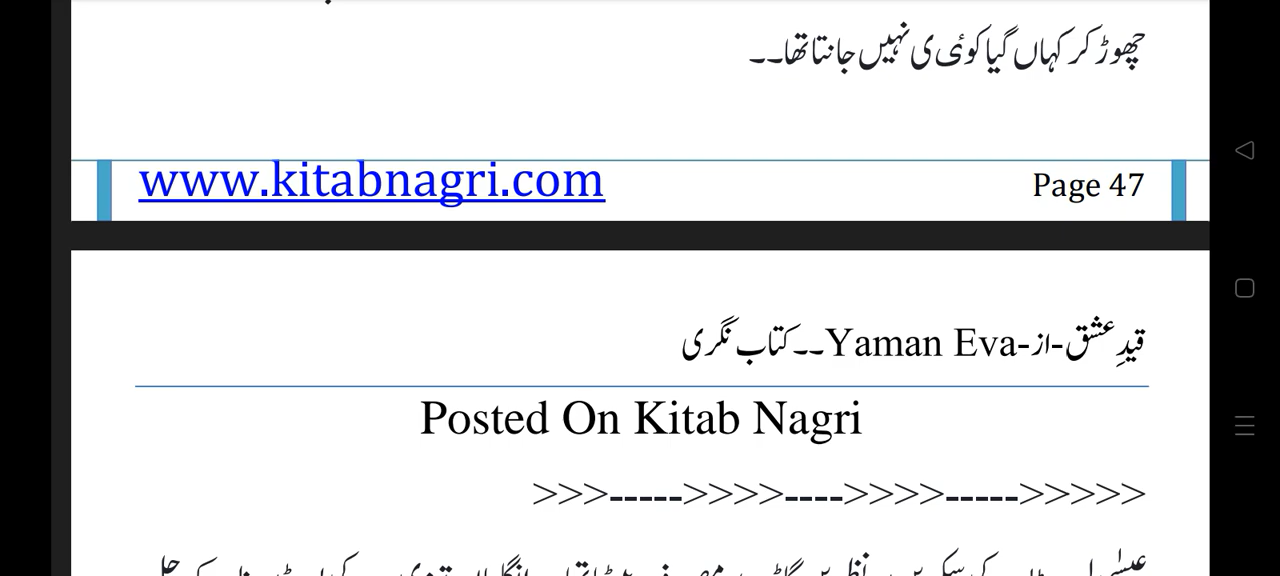 چھوڑ کر کہاں گیا کوئی ی نہیں جانتا تھا۔۔
www.kitabnagri.com
Page 47
قیدِ عشق-از-Yaman Eva۔۔کتاب نگری
Posted On Kitab Nagri
>>>----->>>>---->>>>----->>>>>